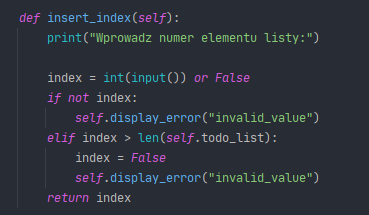 def insert_index(self):
    print("Wprowadz numer elementu listy:")

    index = int(input()) or False
    if not index:
        self.display_error("invalid_value")
    elif index > len(self.todo_list):
        index = False
        self.display_error("invalid_value")
    return index